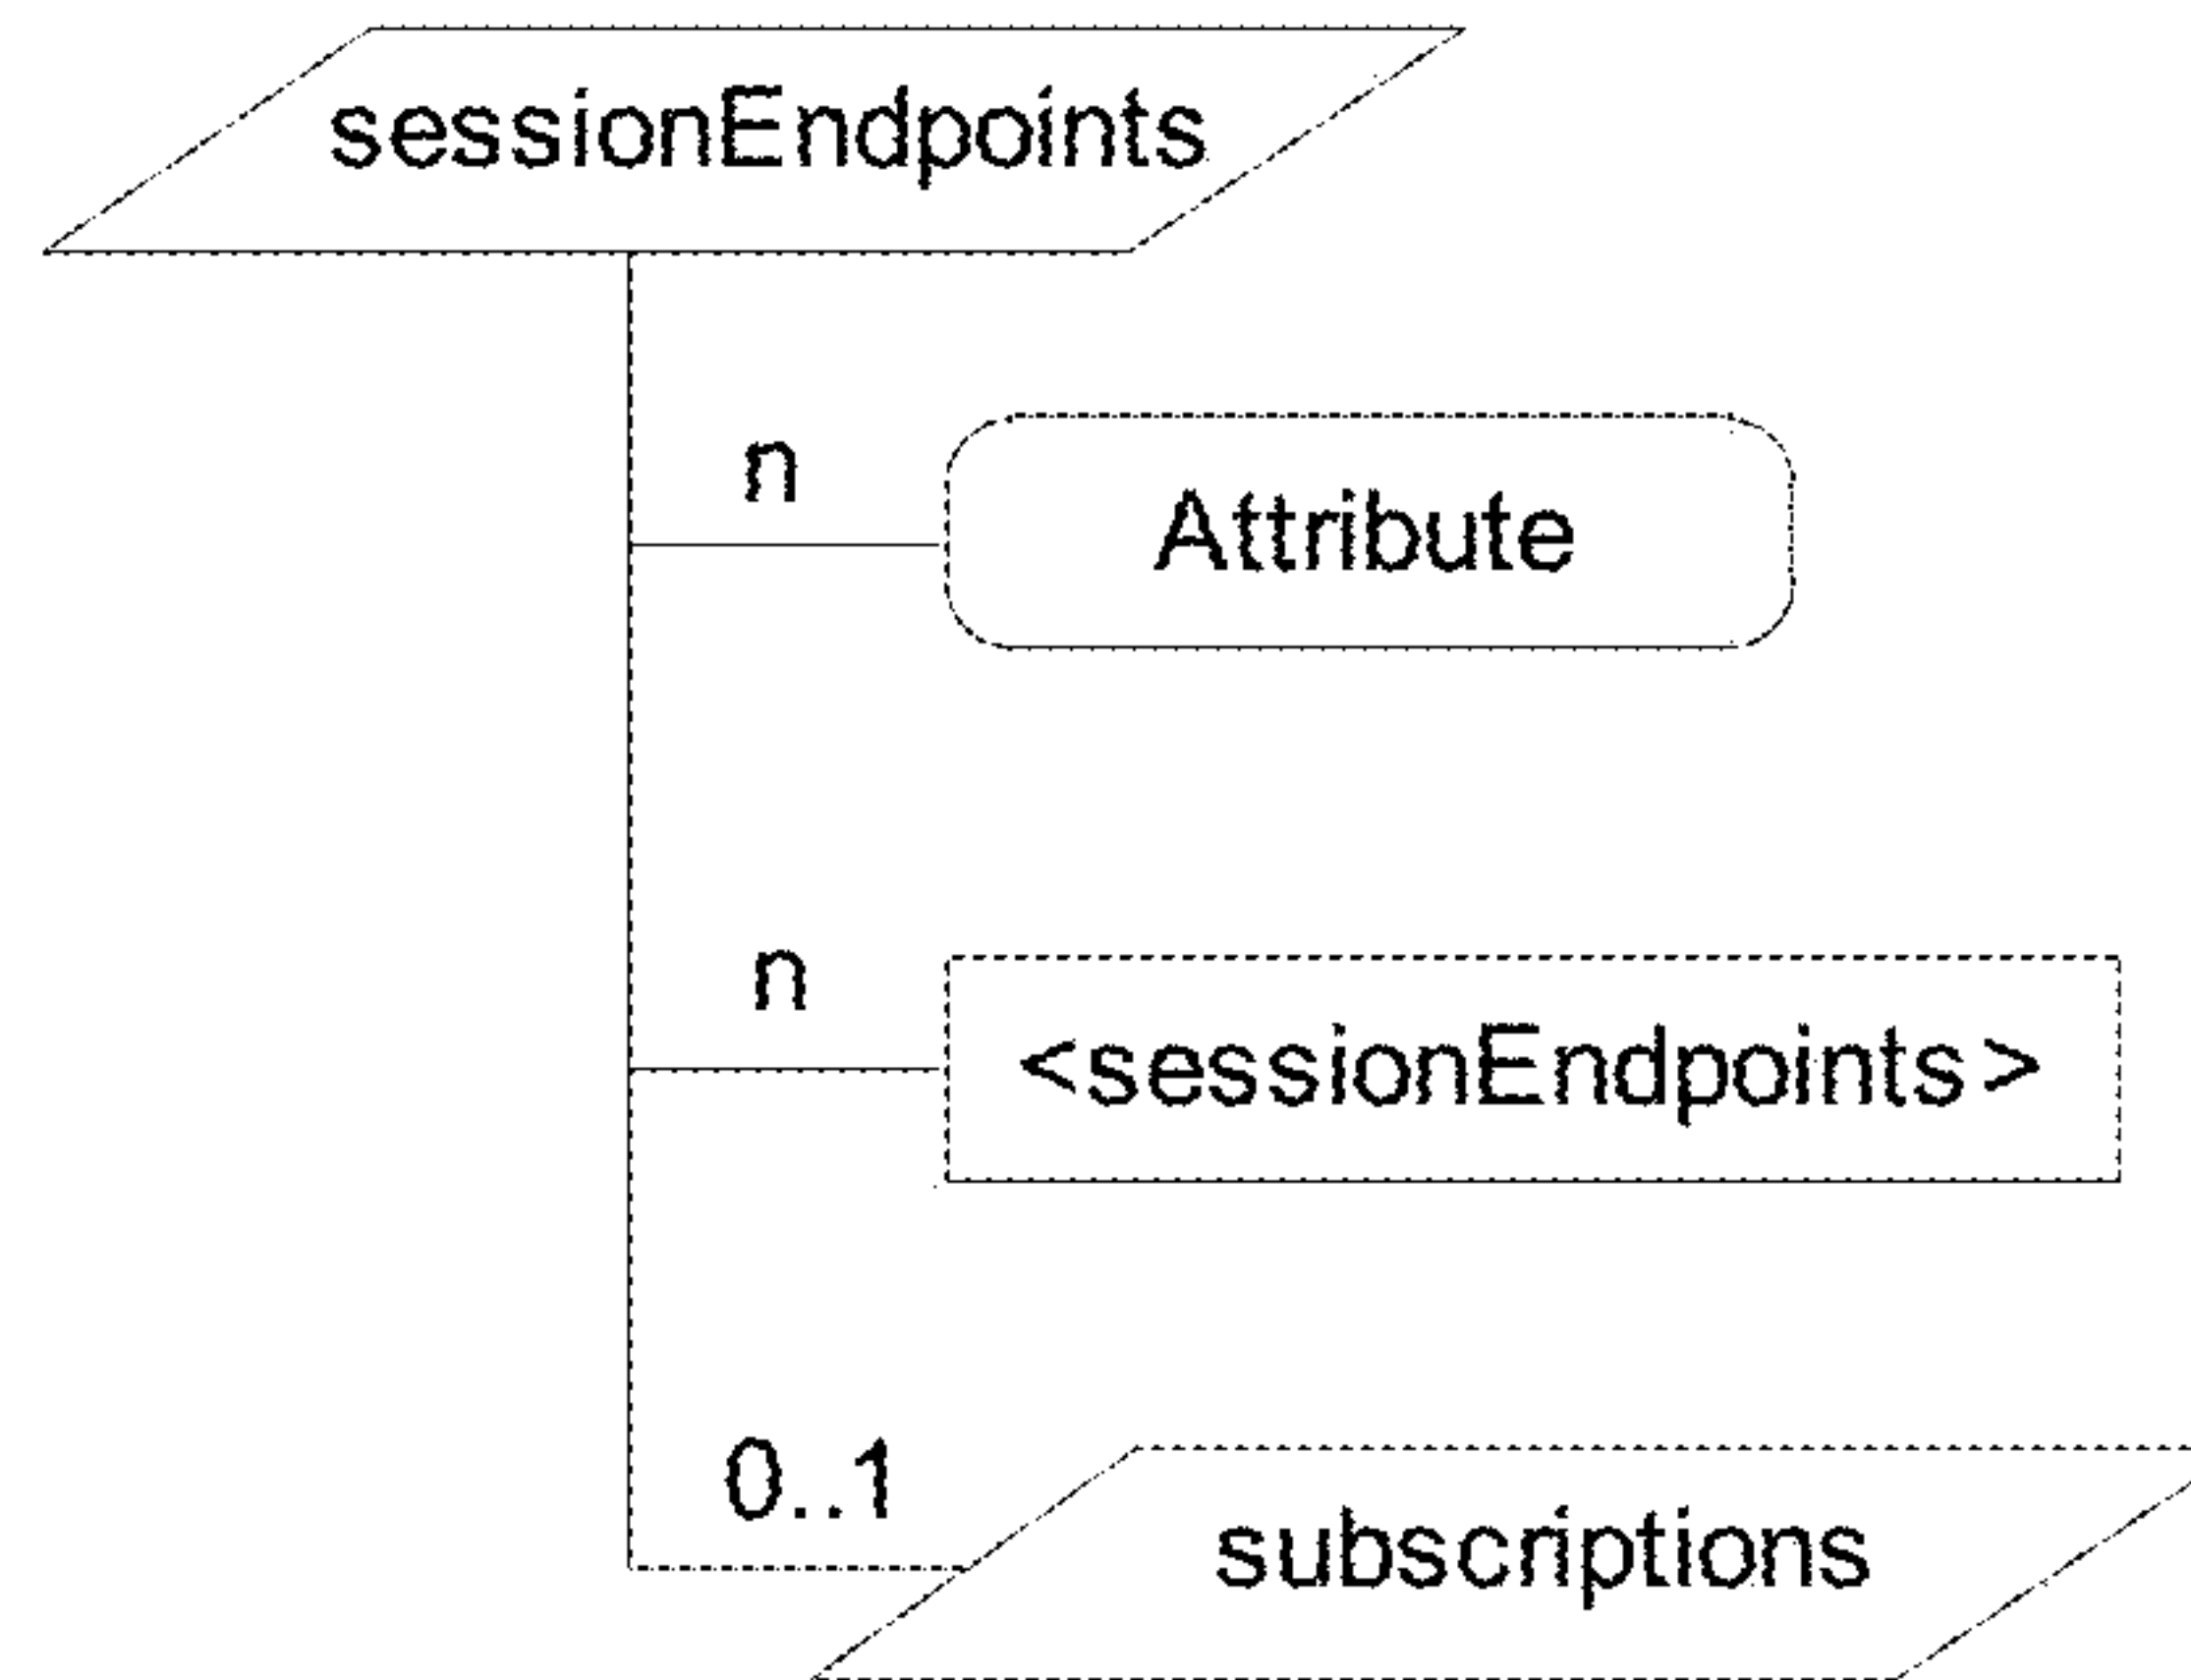 sessionEndpoints
n
Attribute
n
<sessionEndpoints>
0..1
subscriptions